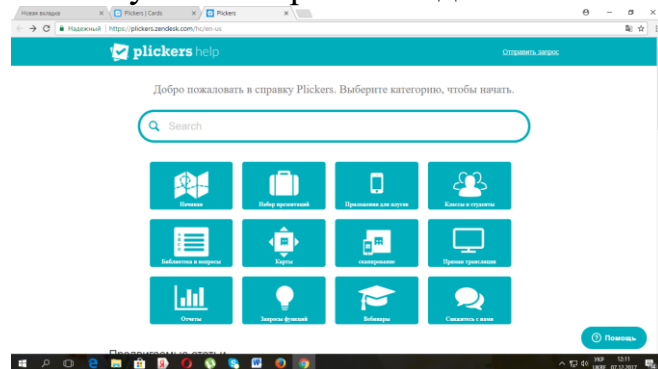 Новая вкладка
Plickers | Cards
Plickers
Надежный
https://plickers.zendesk.com/hc/en-us
plickers help
Отправить запрос
Добро пожаловать в справку Plickers. Выберите категорию, чтобы начать.
Search
Начиная
Набор презентаций
Приложения для плугов
Классы и студенты
Библиотека и вопросы
Карты
сканирование
Прямая трансляция
Отчеты
Запросы функций
Вебинары
Свяжитесь с нами
Помощь
УКР
12:11
07.12.2017